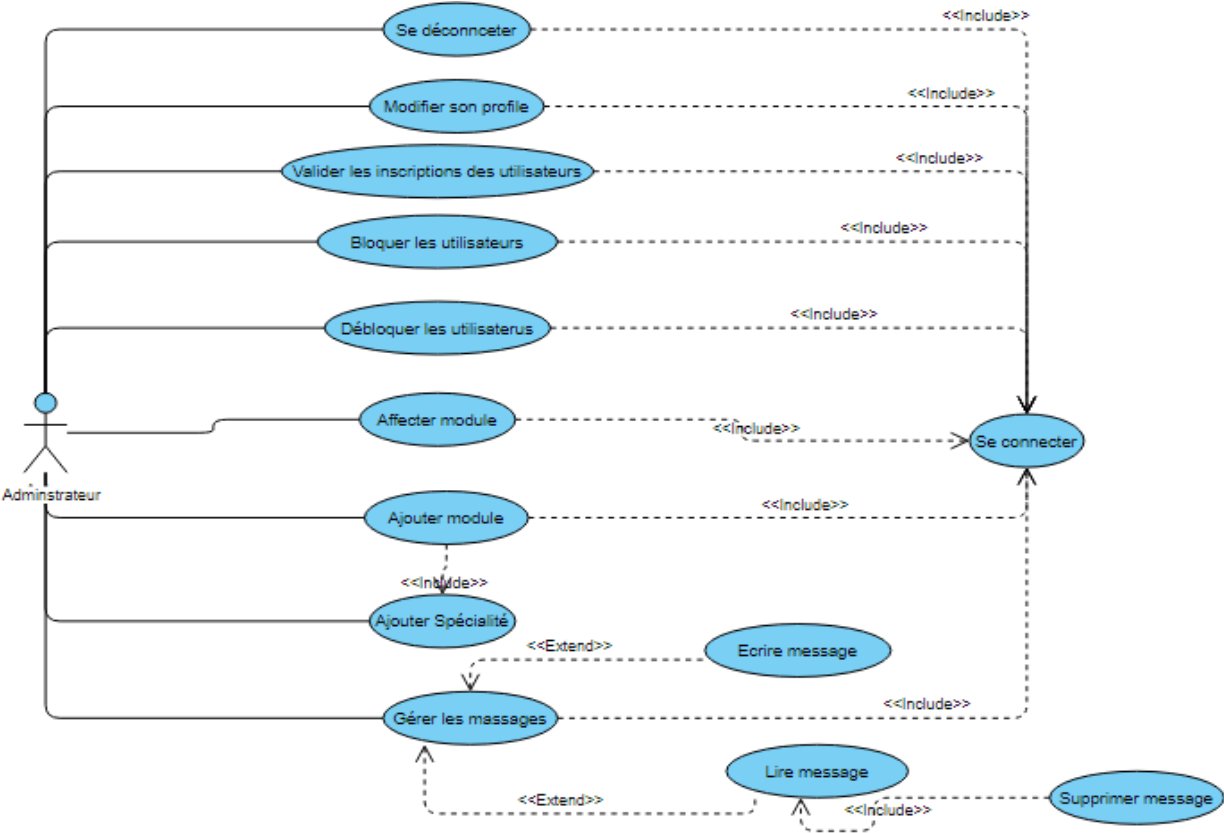 <<Include>>
Se déconnceter
<<Include>>
Modifier son profile
<<Include>>
Valider les inscriptions des utilisateurs
<<Include>>
Bloquer les utilisateurs
<<Include>>
Débloquer les utilisaterus
Affecter module
<<Include>>
Se connecter
Adminstrateur
<<Include>>
Ajouter module
<<Include>>
Ajouter Spécialité
<<Extend>>
Ecrire message
<<Include>>
Gérer les massages
Lire message
<<Extend>>
Supprimer message
<<Include>>